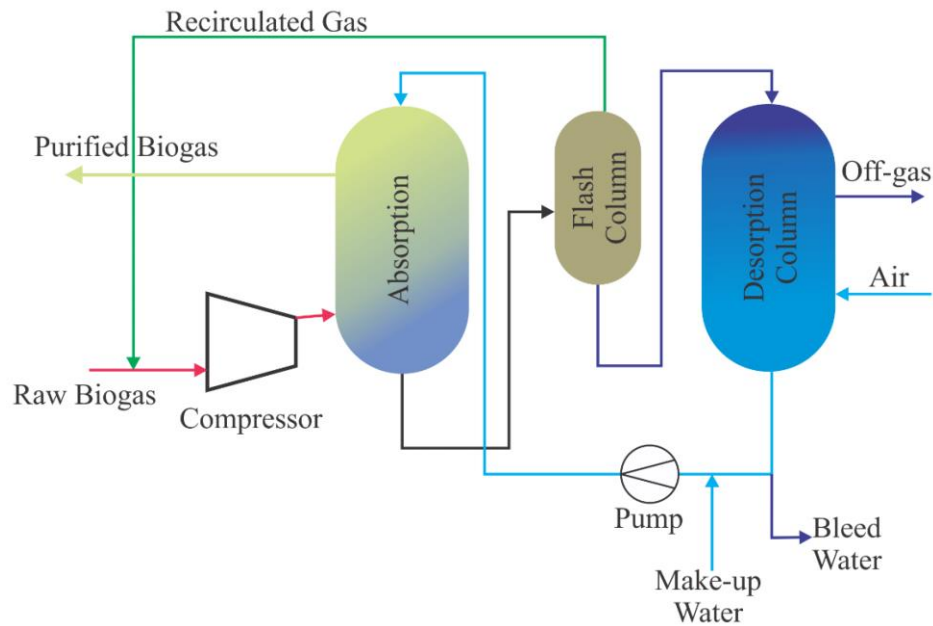 Recirculated Gas
Purified Biogas
Absorption
Flash
Column
Desorption
Column
Off-gas
Air
Raw Biogas
Compressor
Pump
Bleed
Water
Make-up
Water